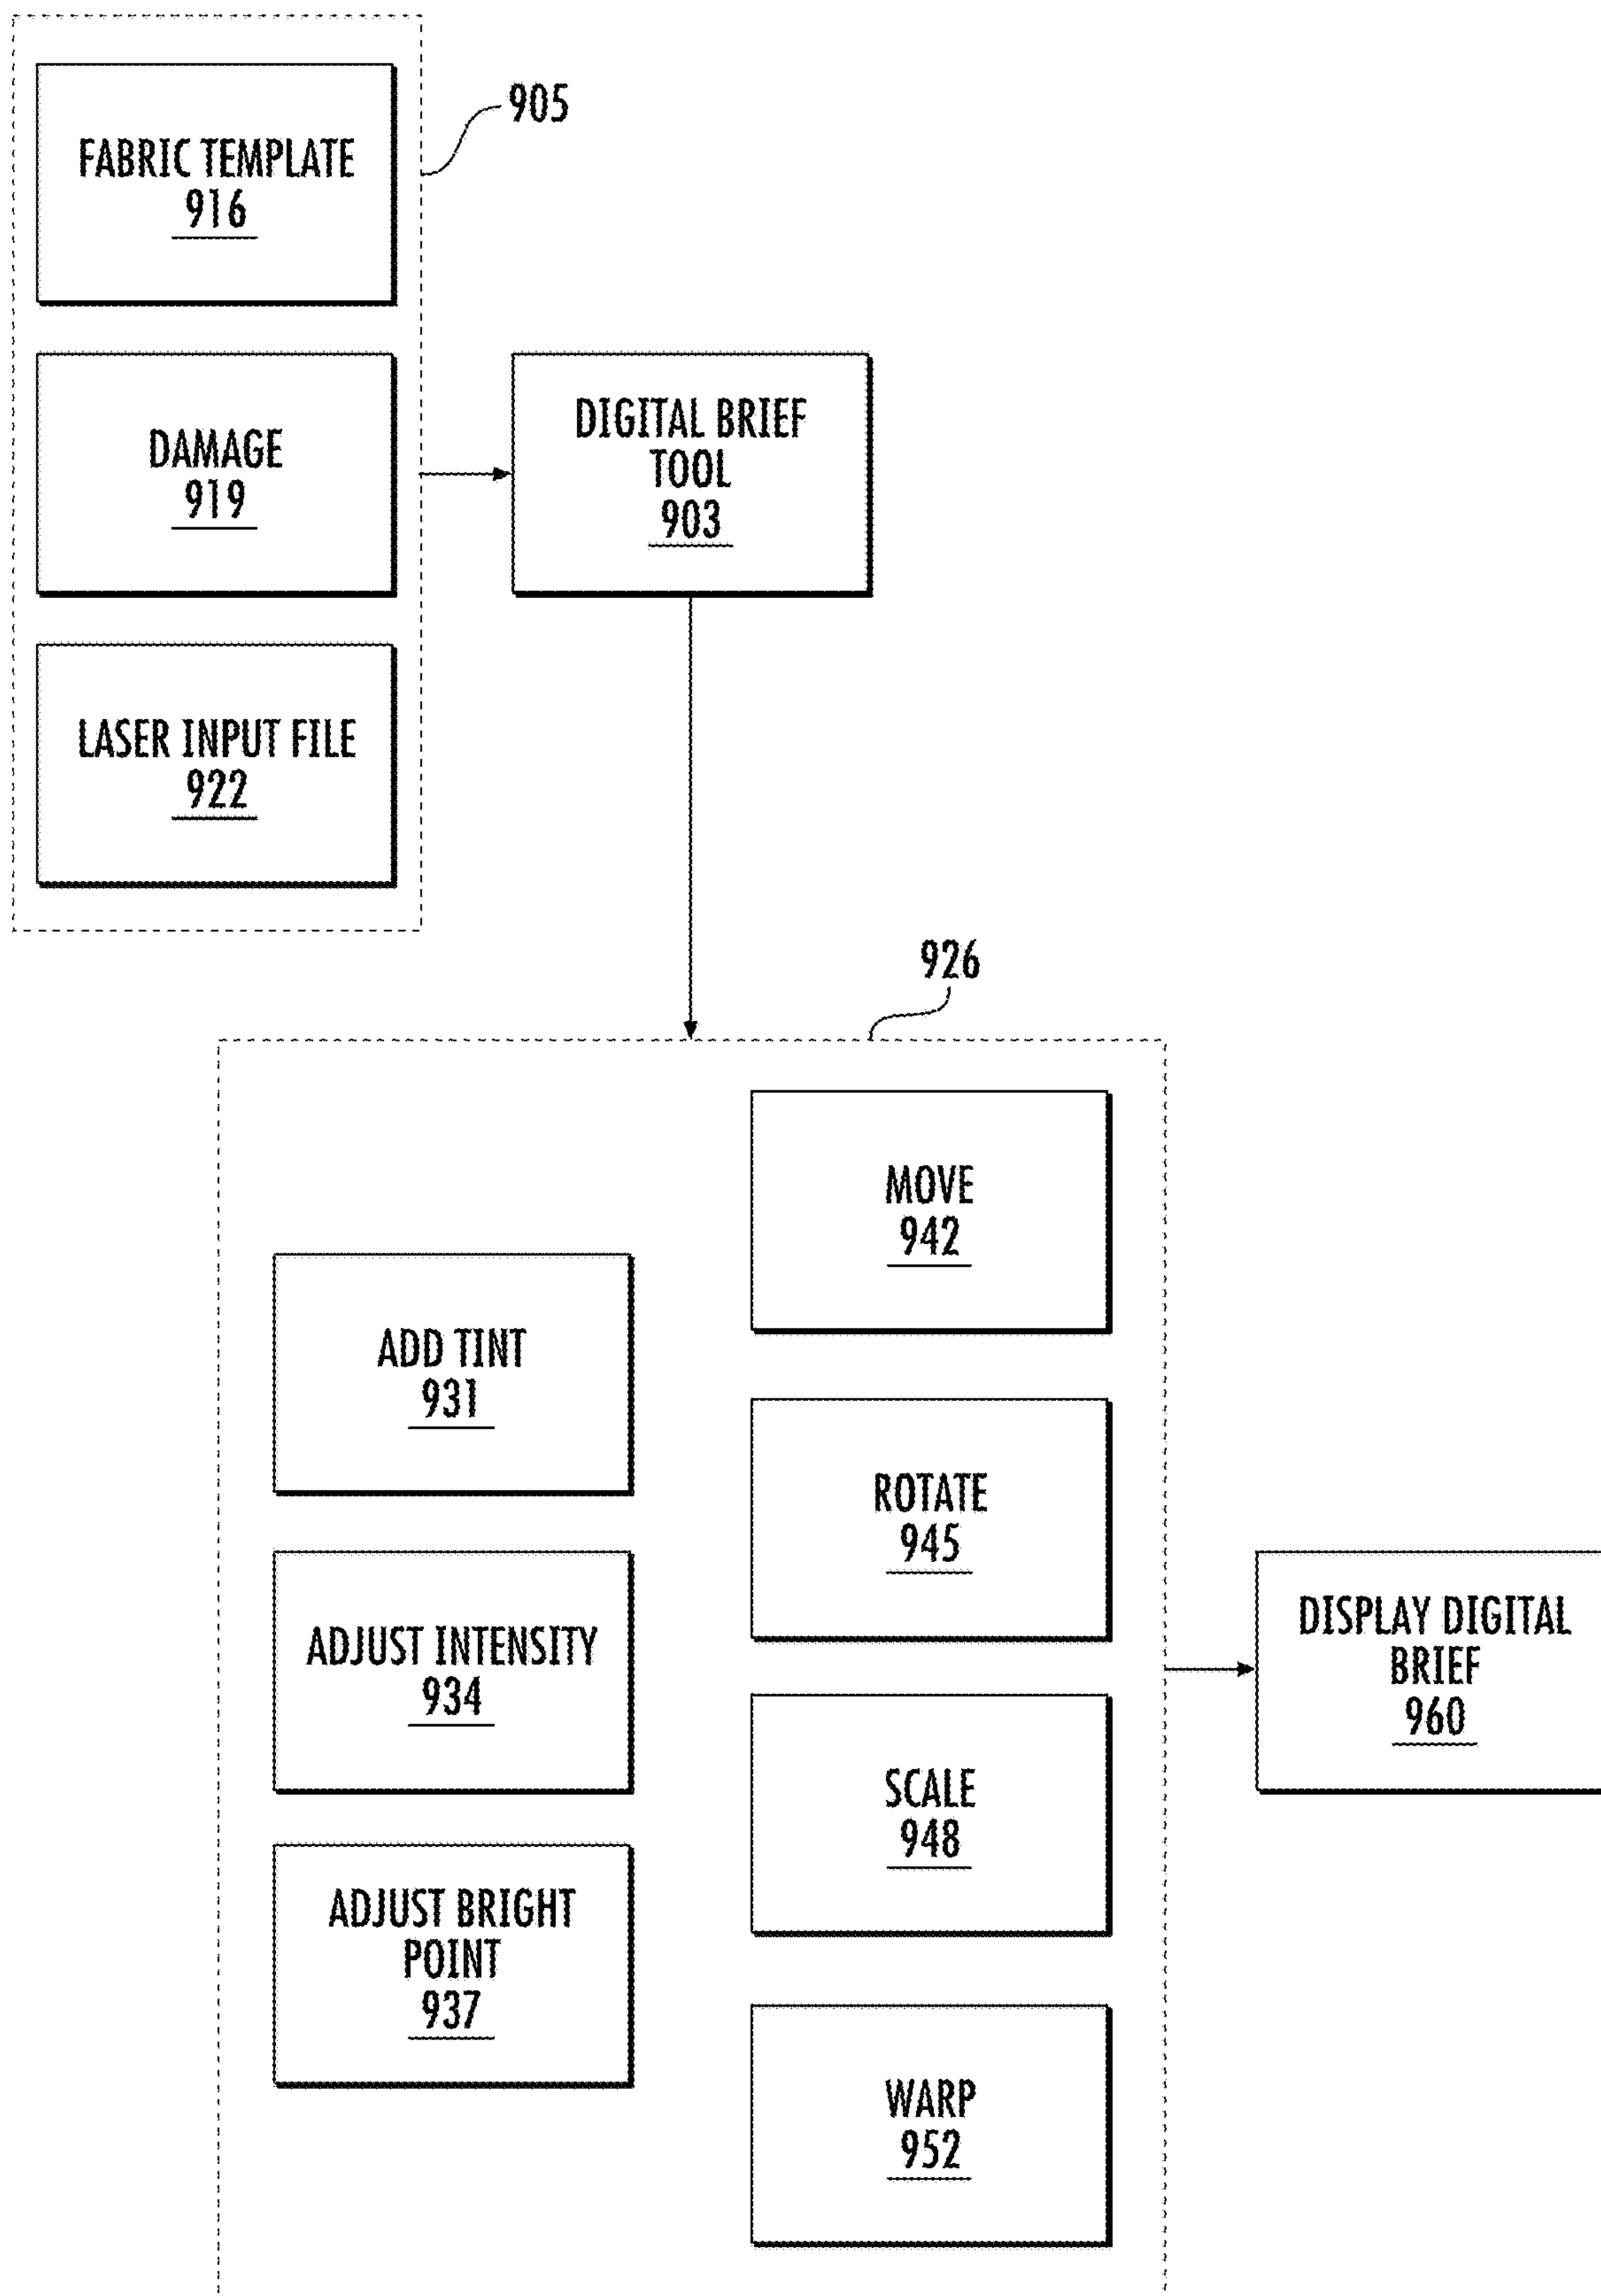 FABRIC TEMPLATE
916
905
DAMAGE
919
DIGITAL BRIEF
TOOL
903
LASER INPUT FILE
922
926
MOVE
942
ADD TINT
931
ROTATE
945
ADJUST INTENSITY
934
DISPLAY DIGITAL
BRIEF
960
SCALE
948
ADJUST BRIGHT
POINT
937
WARP
952